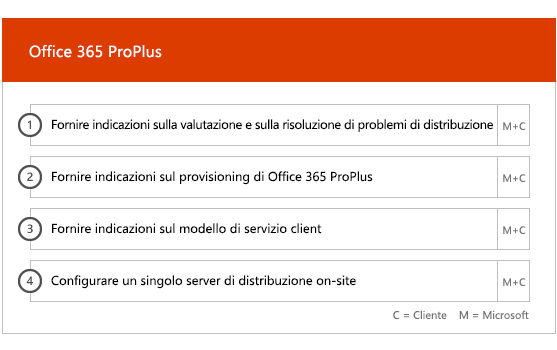 Office 365 ProPlus
1 Fornire indicazioni sulla valutazione e sulla risoluzione di problemi di distribuzione M+C
2 Fornire indicazioni sul provisioning di Office 365 ProPlus M+C
3 Fornire indicazioni sul modello di servizio client M+C
4 Configurare un singolo server di distribuzione on-site M+C
C = Cliente M = Microsoft